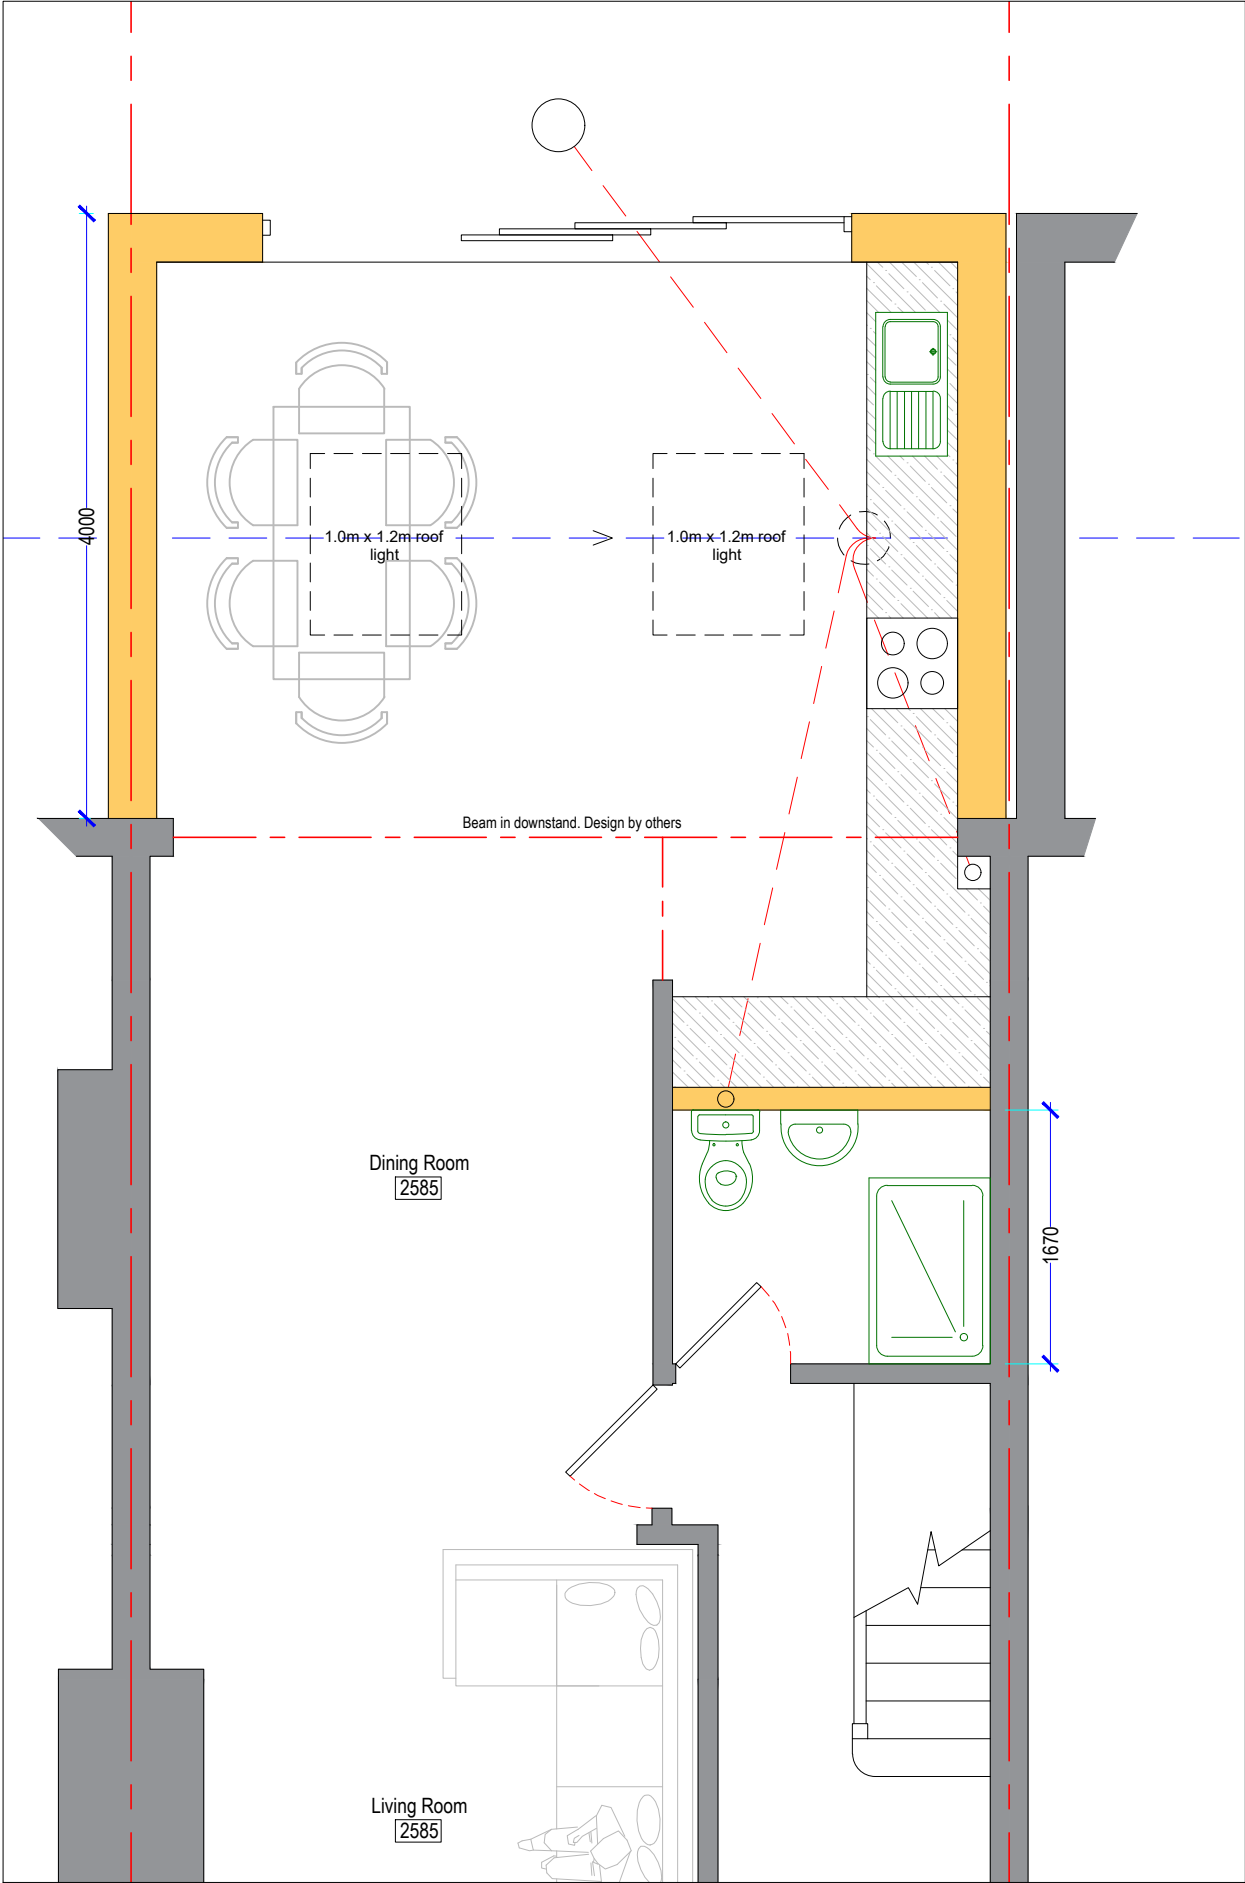 4000
1.0m x 1.2m roof
light
1.0m x 1.2m roof
light
Beam in downstand. Design by others
Dining Room
2585
1670
Living Room
2585